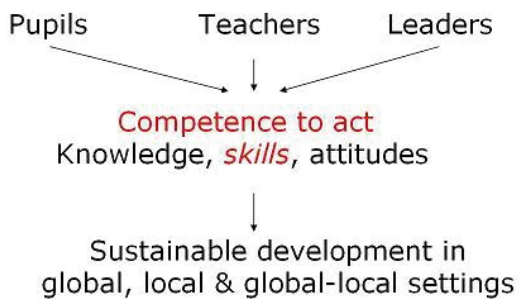 Pupils Teachers Leaders
Competence to act
Knowledge, skills, attitudes
Sustainable development in
global, local & global-local settings